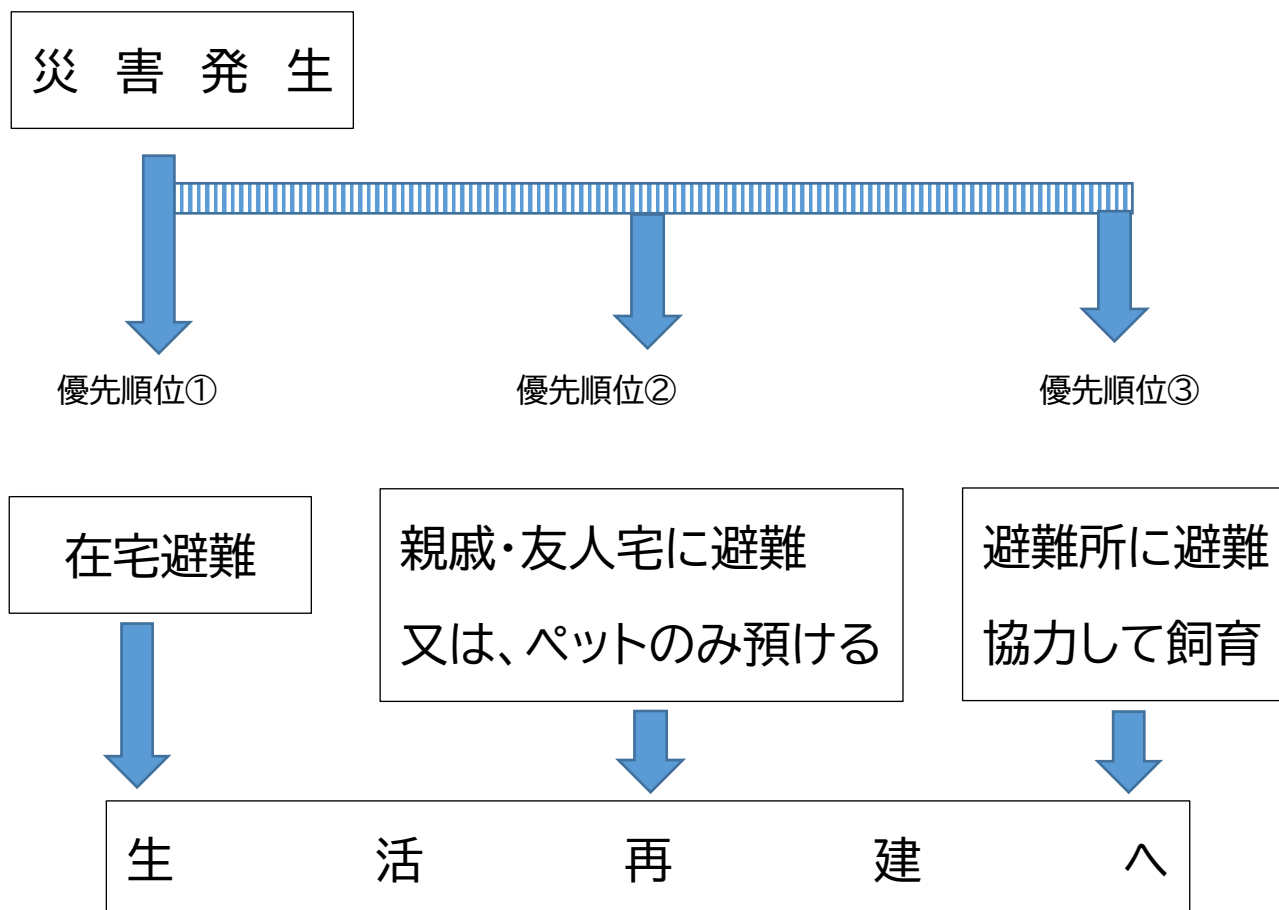 災害発生
優先順位①
優先順位②
優先順位③
在宅避難
親戚・友人宅に避難
又は、ペットのみ預ける
避難所に避難
協力して飼育
生活再建へ